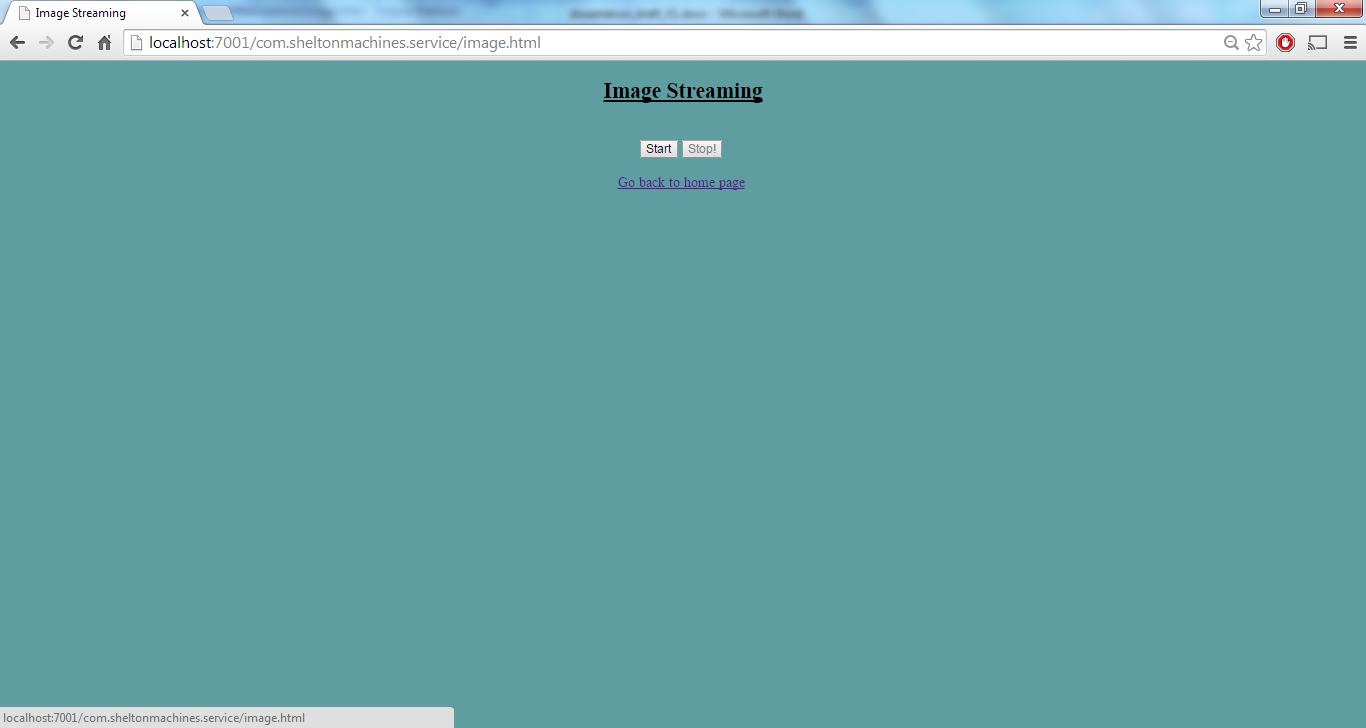 Image Streaming
localhost:7001/com.sheltonmachines.service/image.html
Image Streaming
Start Stop!
Go back to home page
localhost:7001/com.sheltonmachines.service/image.html